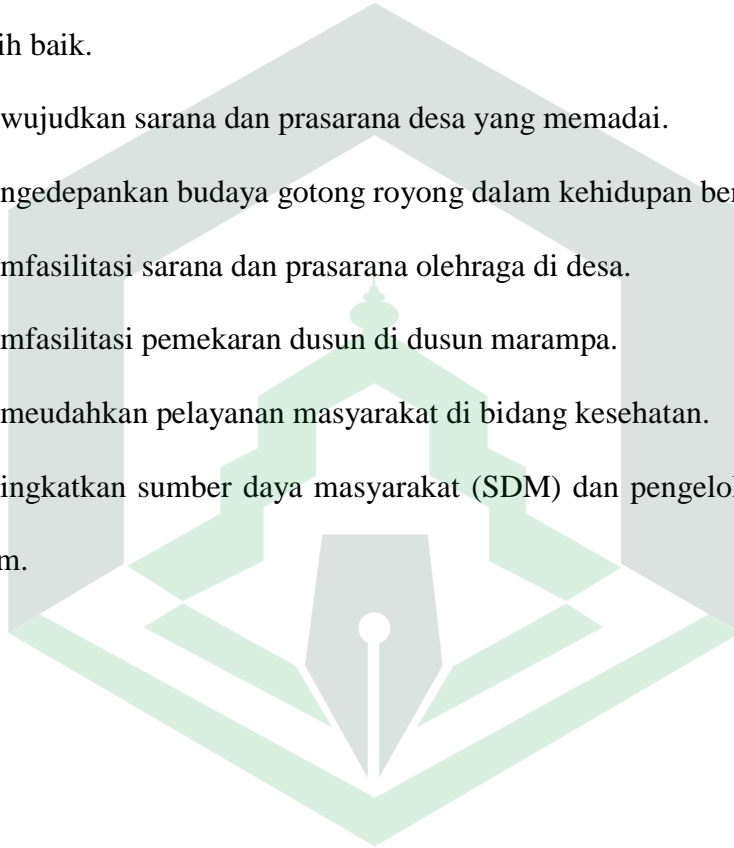 ih baik.
wujudkan sarana dan prasarana desa yang memadai.
ngedepankan budaya gotong royong dalam kehidupan ber
mfasilitasi sarana dan prasarana olehraga di desa.
mfasilitasi pemekaran dusun di dusun marampa.
meudahkan pelayanan masyarakat di bidang kesehatan.
ingkatkan sumber daya masyarakat (SDM) dan pengelol
m.